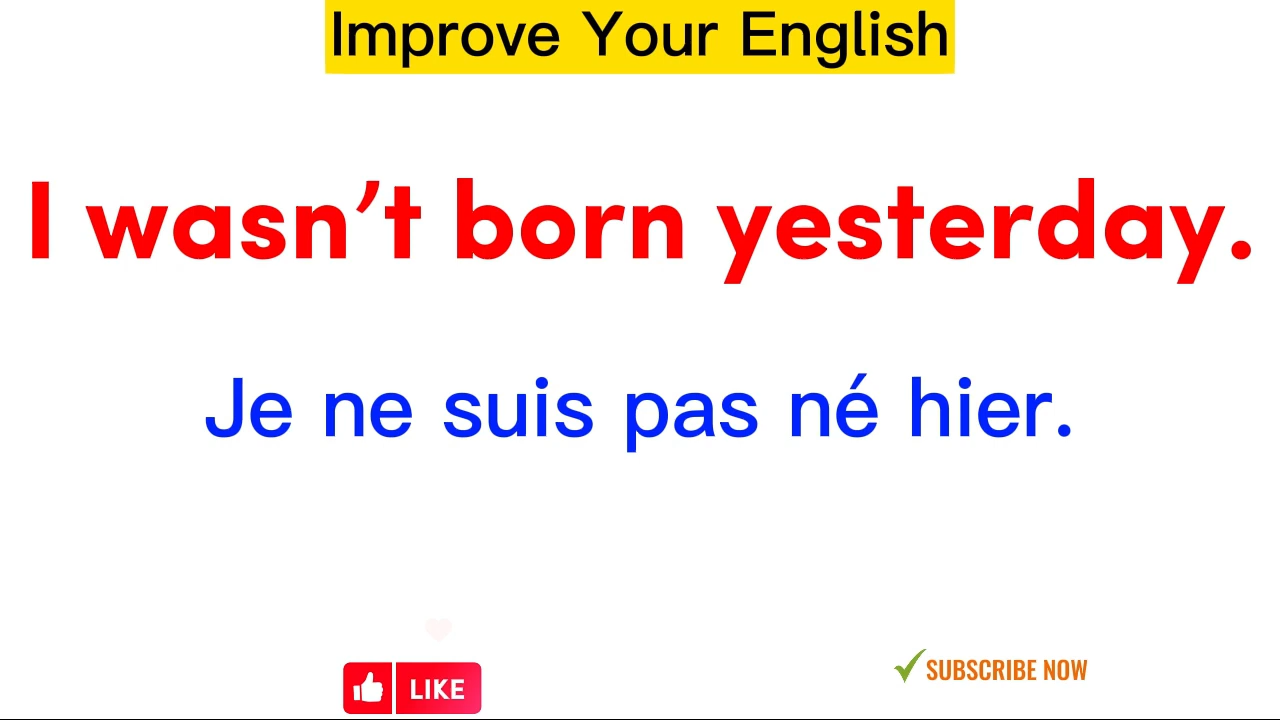 Improve Your English
I wasn’t born yesterday.
Je ne suis pas né hier.
LIKE
SUBSCRIBE NOW